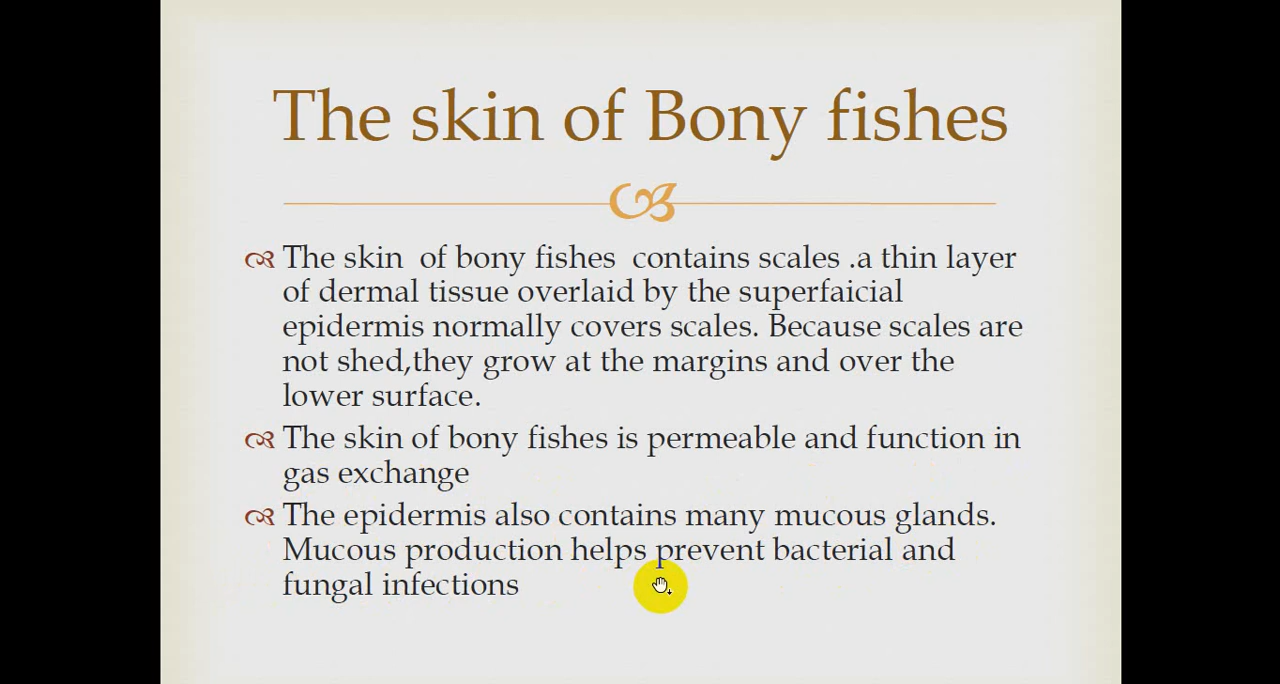 The skin of Bony fishes
The skin  of bony fishes  contains scales .a thin layer
of dermal tissue overlaid by the superfaicial
epidermis normally covers scales. Because scales are
not shed,they grow at the margins and over the
lower surface.
The skin of bony fishes is permeable and function in
gas exchange
The epidermis also contains many mucous glands.
Mucous production helps prevent bacterial and
fungal infections